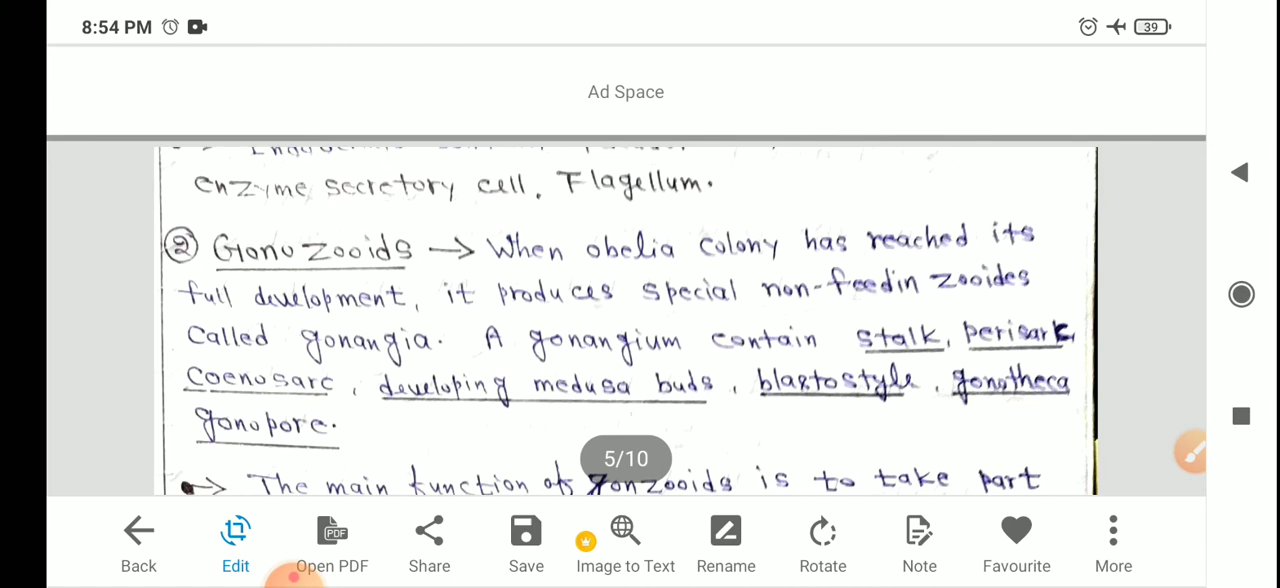 8:54 PM
39
Ad Space
enzyme secretory cell, Flagellum.
② Gonozooids → When obelia colony has reached its
full development, it produces special non-feedin zooides
Called gonangia. A gonangium contain stalk, perisark,
Coenosarc, developing medusa buds, blastostyle, gonotheca
gonopore.
5/10
→ The main function of gonzooids is to take part
Back Edit Open PDF Share Save Image to Text Rename Rotate Note Favourite More
PDF